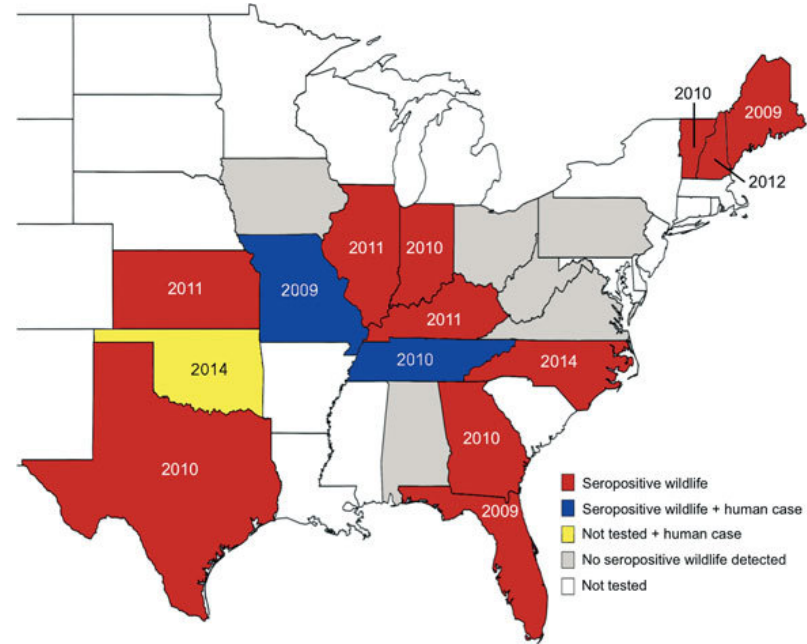 2010
2009
2012
2011
2010
2011
2009
2011
2014
2010
2014
2010
2010
2009
Seropositive wildlife
Seropositive wildlife + human case
Not tested + human case
No seropositive wildlife detected
Not tested